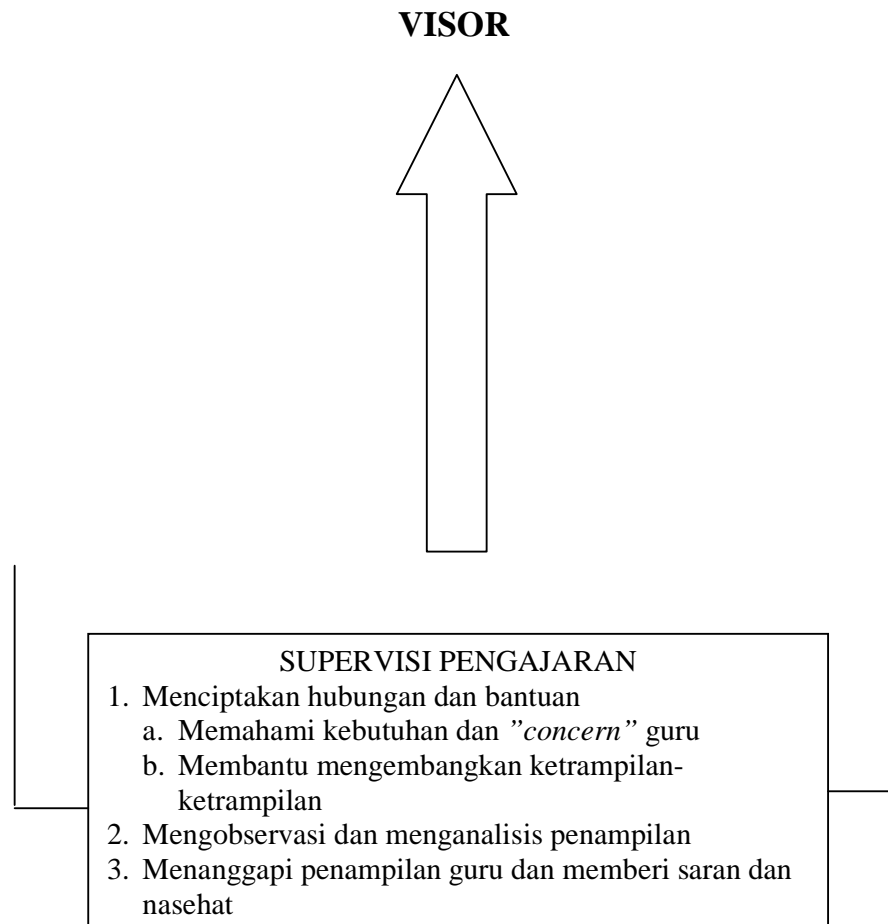 VISOR
SUPERVISI PENGAJARAN
1. Menciptakan hubungan dan bantuan
a. Memahami kebutuhan dan ”concern” guru
b. Membantu mengembangkan ketrampilan-
ketrampilan
2. Mengobservasi dan menganalisis penampilan
3. Menanggapi penampilan guru dan memberi saran dan
nasehat